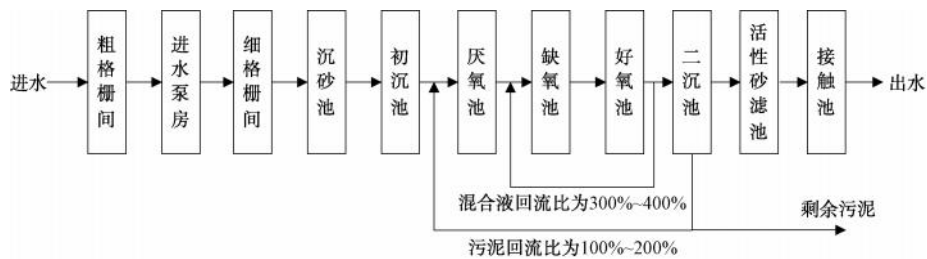 进水
粗格栅间
进水泵房
细格栅间
沉砂池
初沉池
厌氧池
缺氧池
好氧池
二沉池
活性砂滤池
接触池
出水
混合液回流比为300%~400%
剩余污泥
污泥回流比为100%~200%